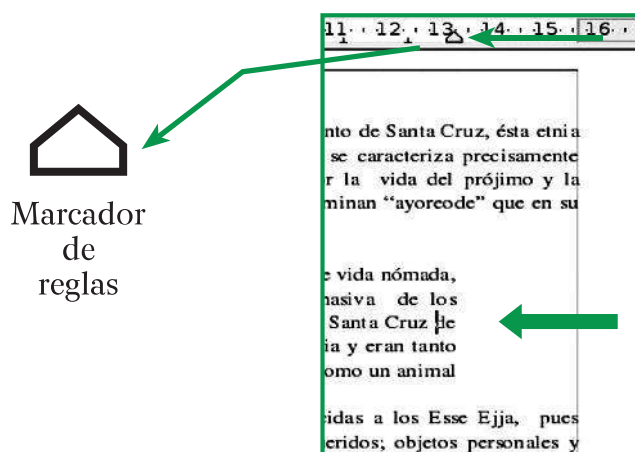 11 · 12 · 13 · 14 · 15 · 16
nto de Santa Cruz, ésta etnia
se caracteriza precisamente
r la vida del prójimo y la
minan “ayoreode” que en su
Marcador
de
reglas
e vida nómada,
nasiva de los
Santa Cruz de
ia y eran tanto
omo un animal
idas a los Esse Ejja, pues
eridos; objetos personales y